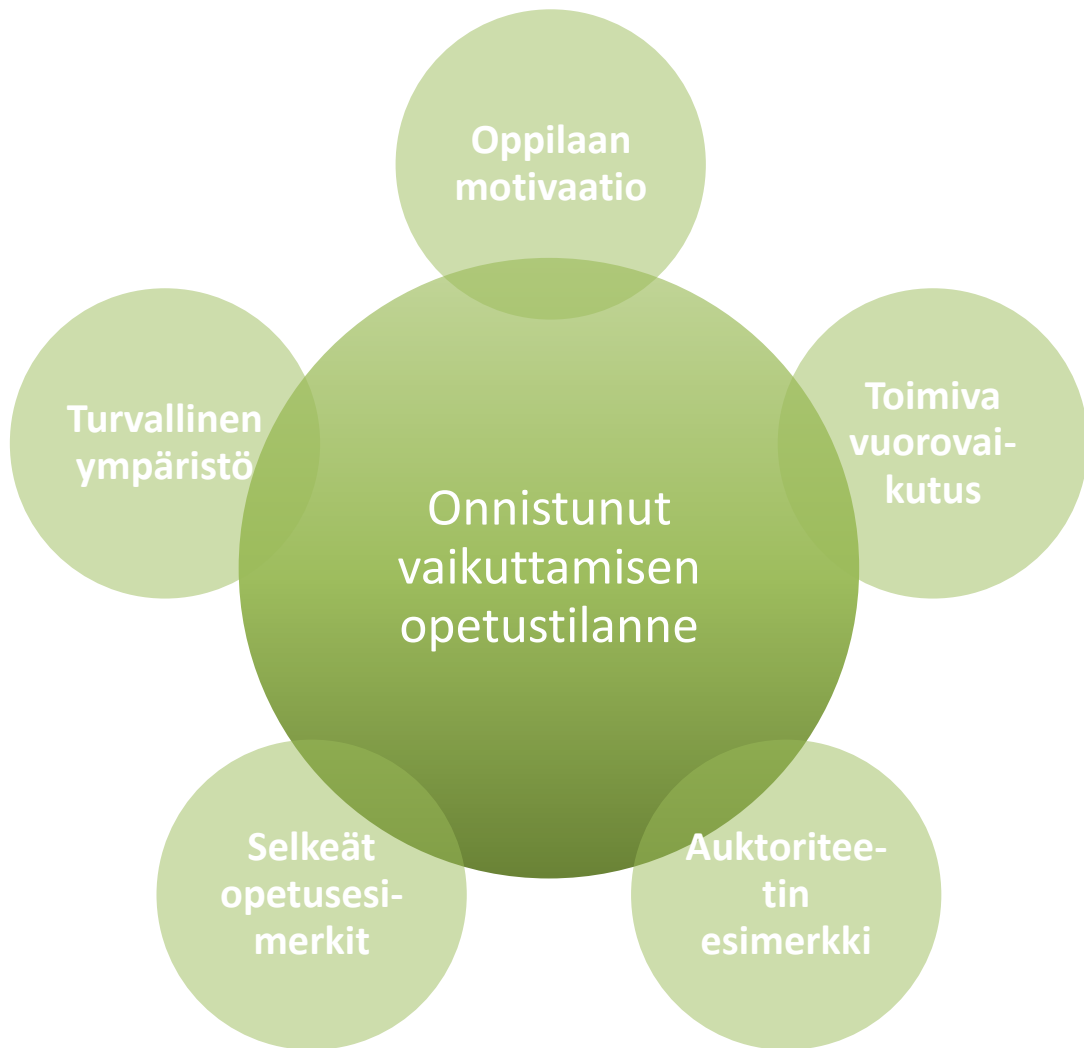 Oppilaan
motivaatio
Turvallinen
ympäristö
Toimiva
vuorovai-
kutus
Onnistunut
vaikuttamisen
opetustilanne
Selkeät
opetusesi-
merkit
Auktoritee-
tin
esimerkki